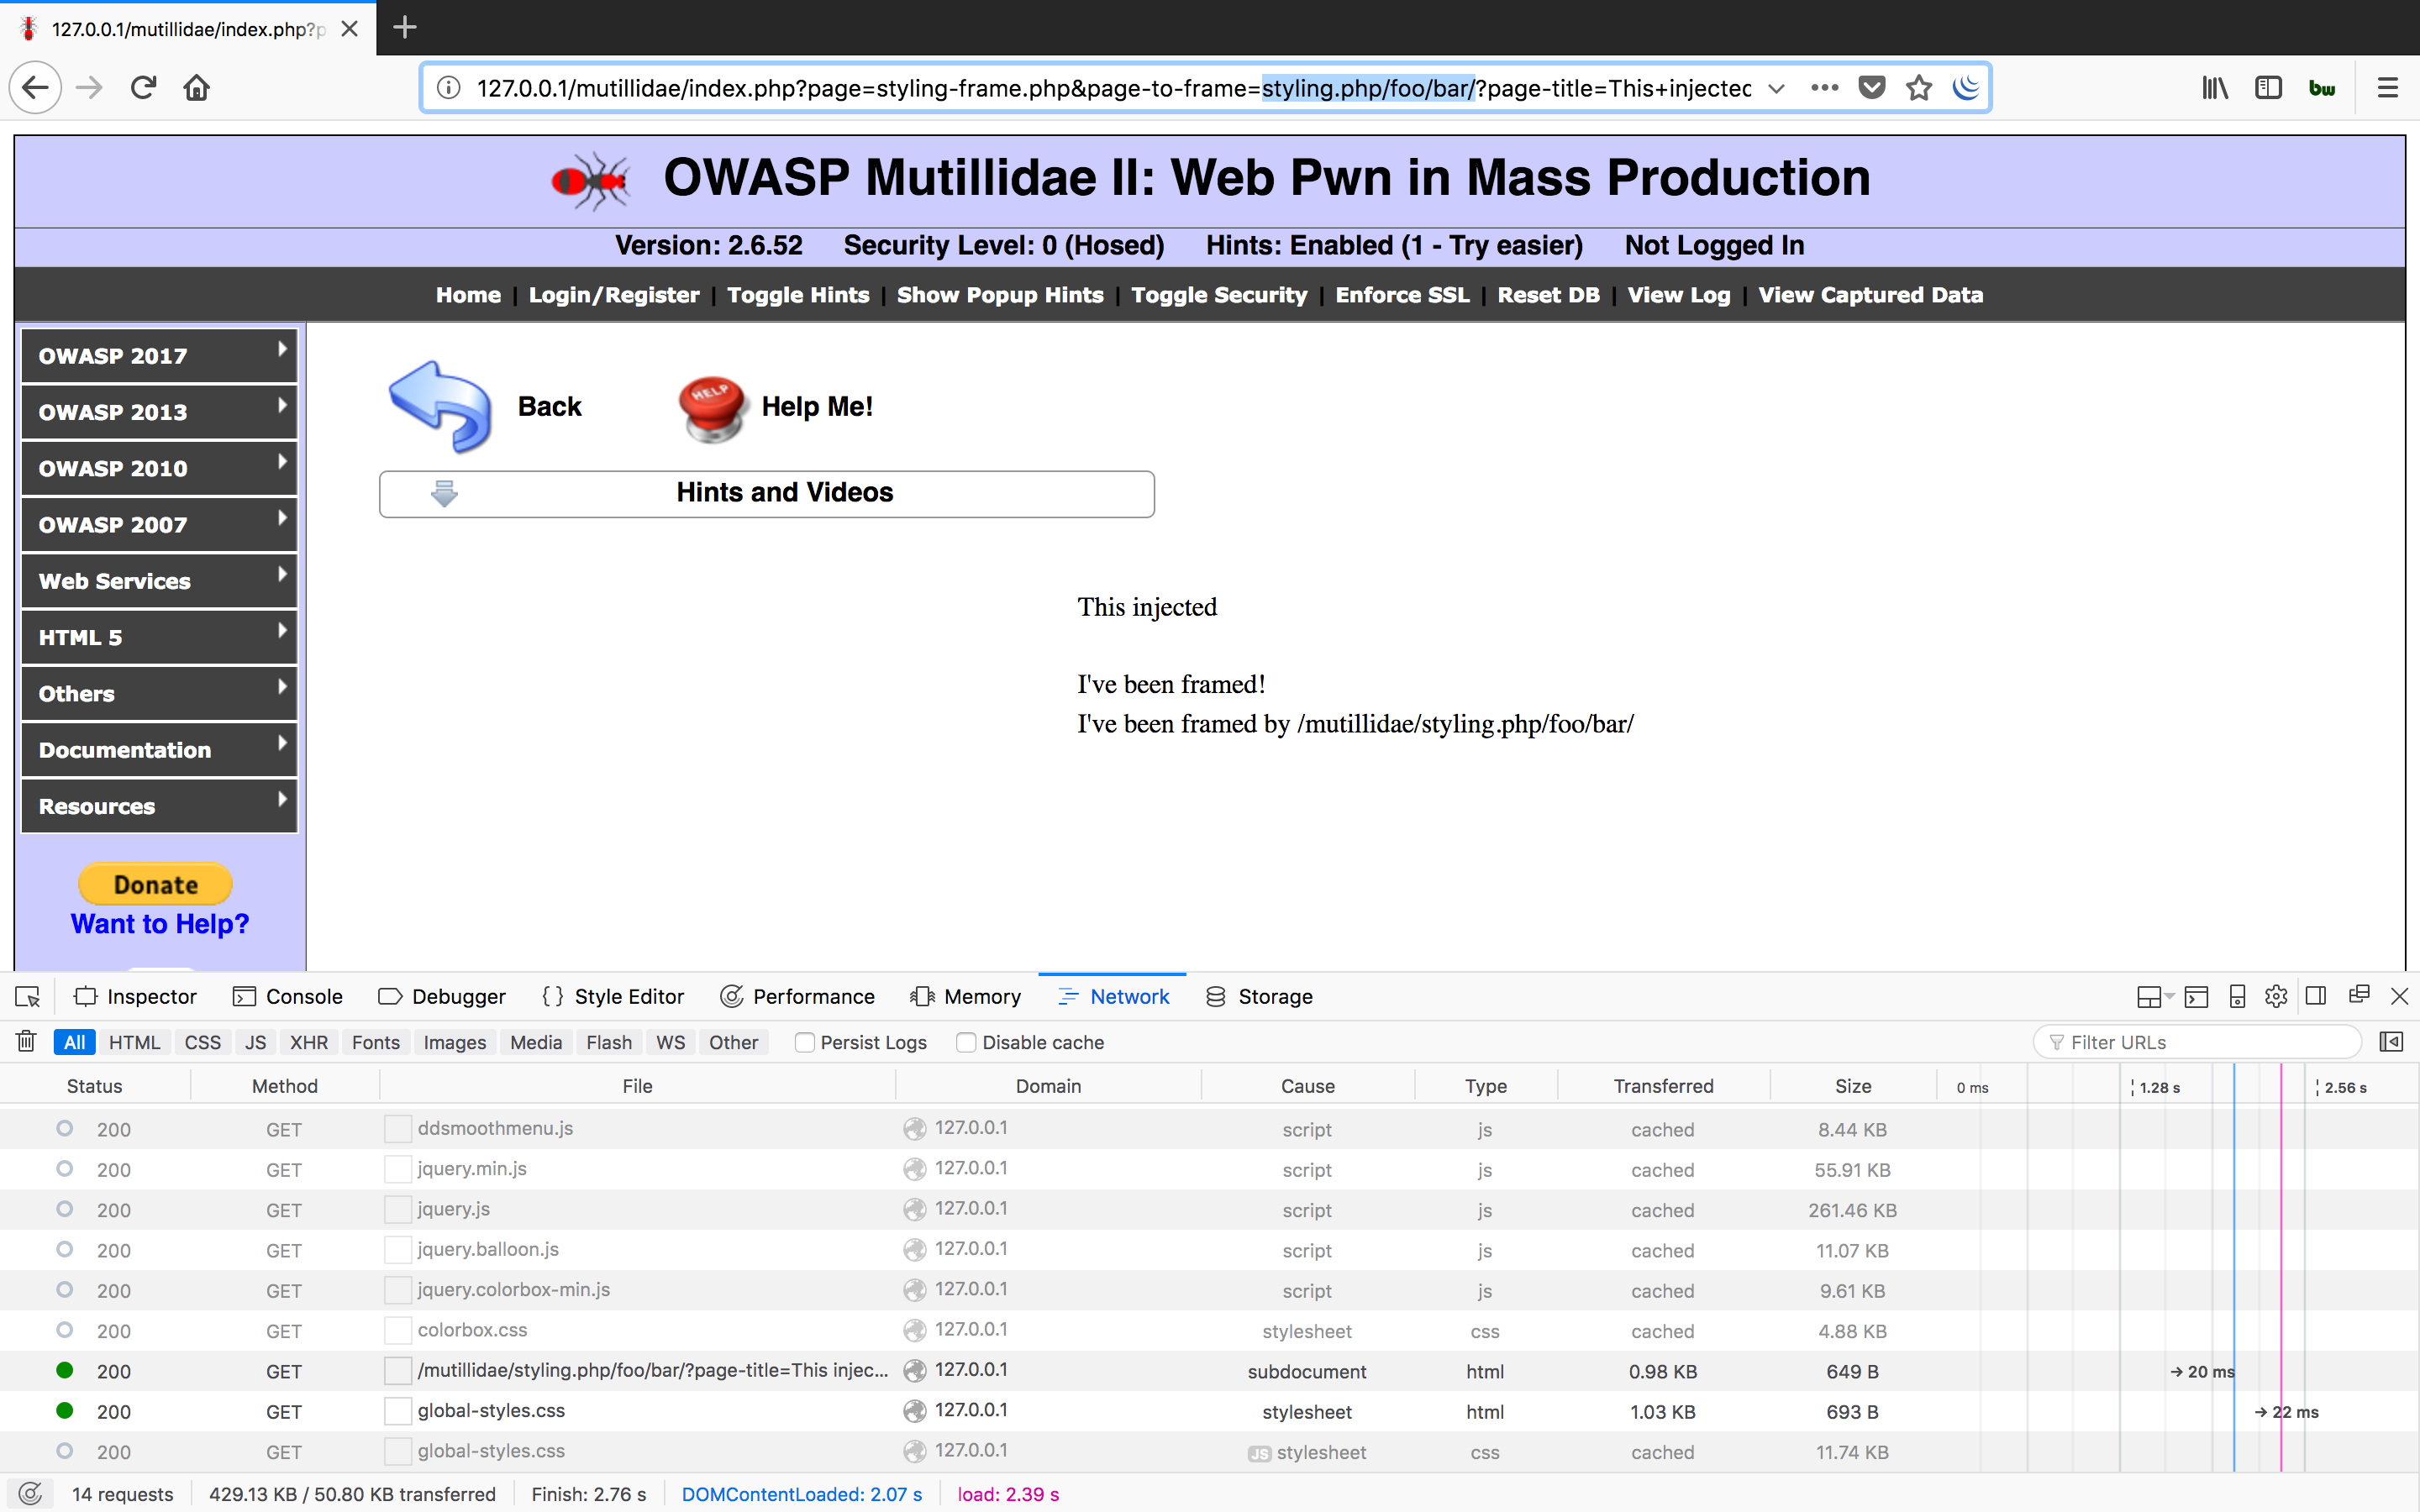 127.0.0.1/mutillidae/index.php?p
127.0.0.1/mutillidae/index.php?page=styling-frame.php&page-to-frame=styling.php/foo/bar/?page-title=This+injected
bw
OWASP Mutillidae II: Web Pwn in Mass Production
Version: 2.6.52 Security Level: 0 (Hosed) Hints: Enabled (1 - Try easier) Not Logged In
Home | Login/Register | Toggle Hints | Show Popup Hints | Toggle Security | Enforce SSL | Reset DB | View Log | View Captured Data
OWASP 2017
OWASP 2013
OWASP 2010
OWASP 2007
Web Services
HTML 5
Others
Documentation
Resources
Donate
Want to Help?
Back
HELP
Help Me!
Hints and Videos
This injected
I've been framed!
I've been framed by /mutillidae/styling.php/foo/bar/
Inspector Console Debugger {} Style Editor Performance Memory Network Storage
All HTML CSS JS XHR Fonts Images Media Flash WS Other Persist Logs Disable cache Filter URLs
Status Method File Domain Cause Type Transferred Size 0 ms 1.28 s 2.56 s
200 GET ddsmoothmenu.js 127.0.0.1 script js cached 8.44 KB
200 GET jquery.min.js 127.0.0.1 script js cached 55.91 KB
200 GET jquery.js 127.0.0.1 script js cached 261.46 KB
200 GET jquery.balloon.js 127.0.0.1 script js cached 11.07 KB
200 GET jquery.colorbox-min.js 127.0.0.1 script js cached 9.61 KB
200 GET colorbox.css 127.0.0.1 stylesheet css cached 4.88 KB
200 GET /mutillidae/styling.php/foo/bar/?page-title=This injec... 127.0.0.1 subdocument html 0.98 KB 649 B → 20 ms
200 GET global-styles.css 127.0.0.1 stylesheet html 1.03 KB 693 B → 22 ms
200 GET global-styles.css 127.0.0.1 JS stylesheet css cached 11.74 KB
14 requests 429.13 KB / 50.80 KB transferred Finish: 2.76 s DOMContentLoaded: 2.07 s load: 2.39 s